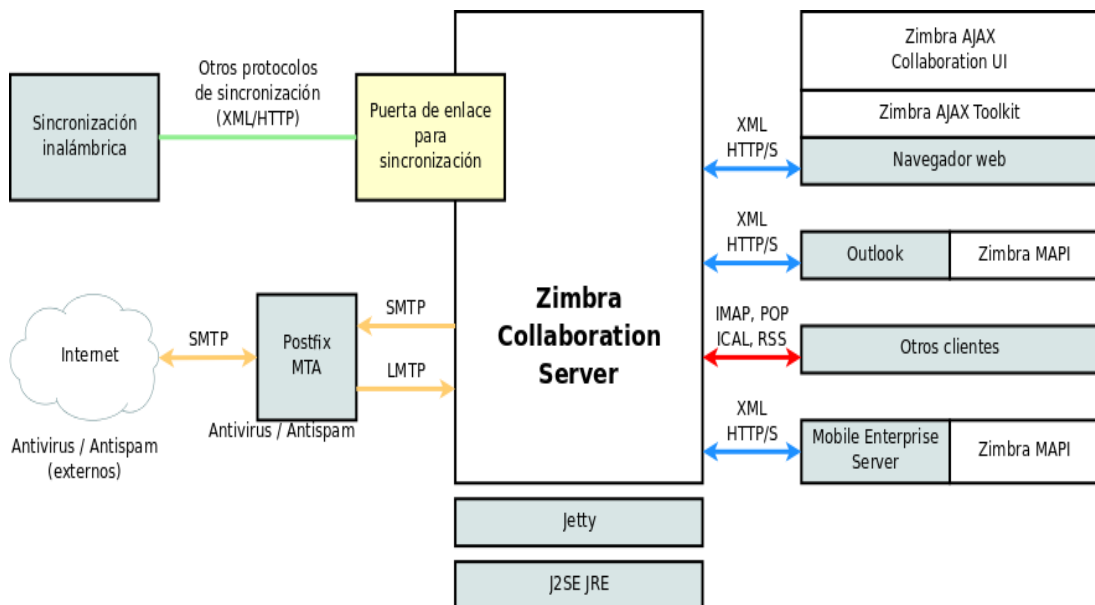 Zimbra AJAX
Collaboration UI
Otros protocolos
de sincronización
(XML/HTTP)
Sincronización
inalámbrica
Puerta de enlace
para
sincronización
Zimbra AJAX Toolkit
XML
HTTP/S
Navegador web
XML
HTTP/S
Outlook
Zimbra MAPI
Zimbra
Collaboration
Server
Internet
SMTP
Postfix
MTA
SMTP
LMTP
IMAP, POP
ICAL, RSS
Otros clientes
Antivirus / Antispam
(externos)
Antivirus / Antispam
XML
HTTP/S
Mobile Enterprise
Server
Zimbra MAPI
Jetty
J2SE JRE